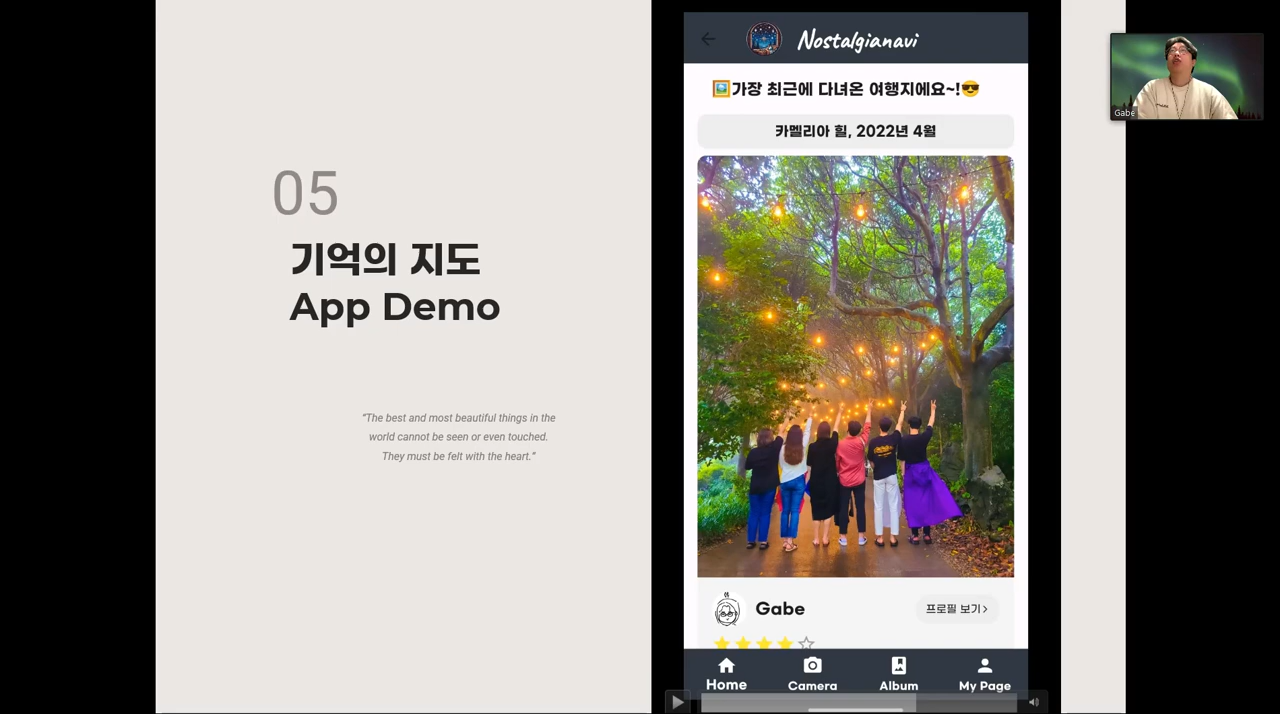 05
기억의 지도
App Demo
“The best and most beautiful things in the
world cannot be seen or even touched.
They must be felt with the heart.”
Nostalgianavi
🖼️가장 최근에 다녀온 여행지에요~!😎
카멜리아 힐, 2022년 4월
Gabe
프로필 보기>
Home
Camera
Album
My Page
Gabe